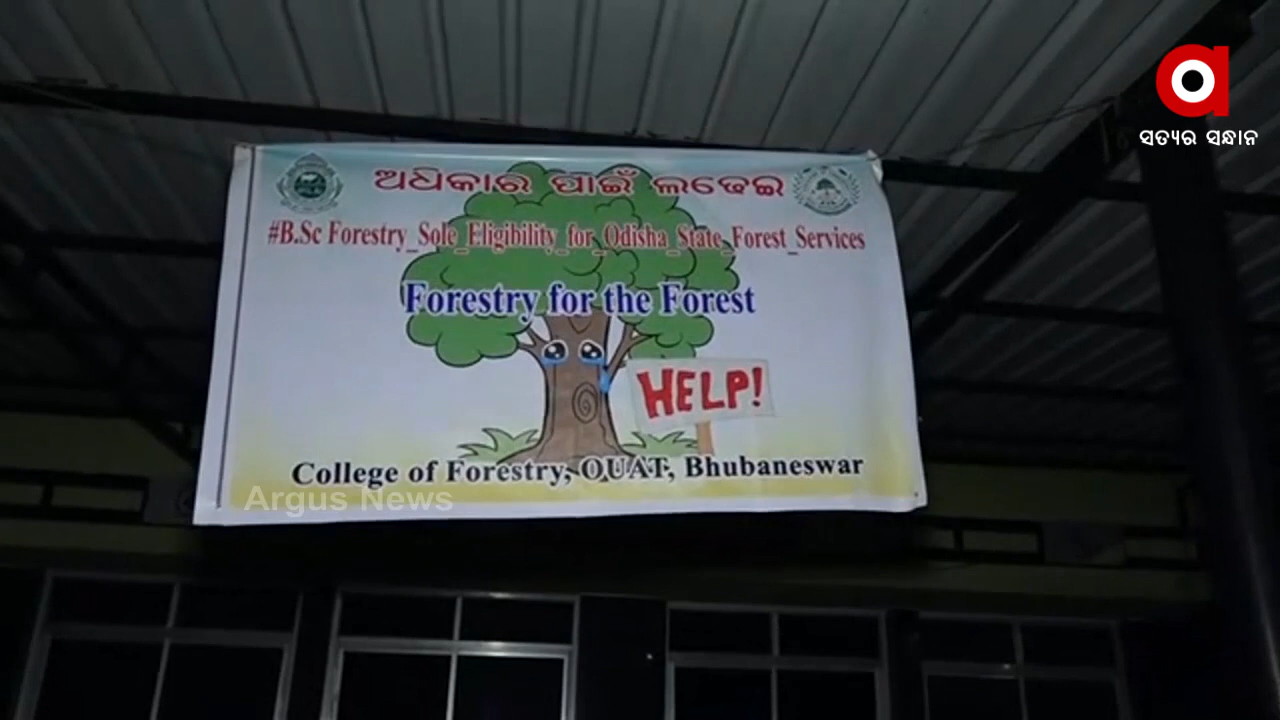 ସତ୍ୟର ସନ୍ଧାନ
ଅଧିକାର ପାଇଁ ଲଢେଇ
#B.Sc Forestry_Sole_Eligibility_for_Odisha_State_Forest_Services
Forestry for the Forest
HELP!
College of Forestry, OUAT, Bhubaneswar
Argus News